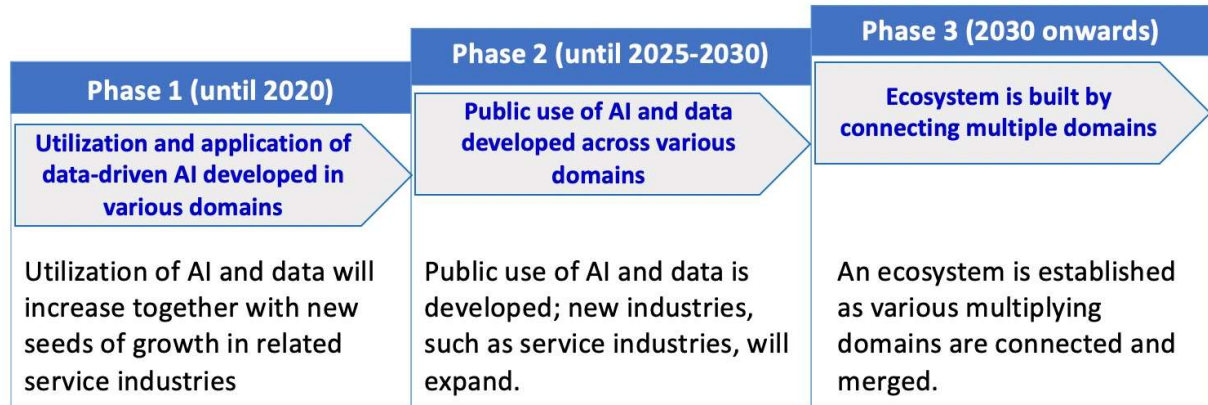 Phase 1 (until 2020)
Utilization and application of
data-driven AI developed in
various domains
Utilization of AI and data will
increase together with new
seeds of growth in related
service industries
Phase 2 (until 2025-2030)
Public use of AI and data
developed across various
domains
Public use of AI and data is
developed; new industries,
such as service industries, will
expand.
Phase 3 (2030 onwards)
Ecosystem is built by
connecting multiple domains
An ecosystem is established
as various multiplying
domains are connected and
merged.